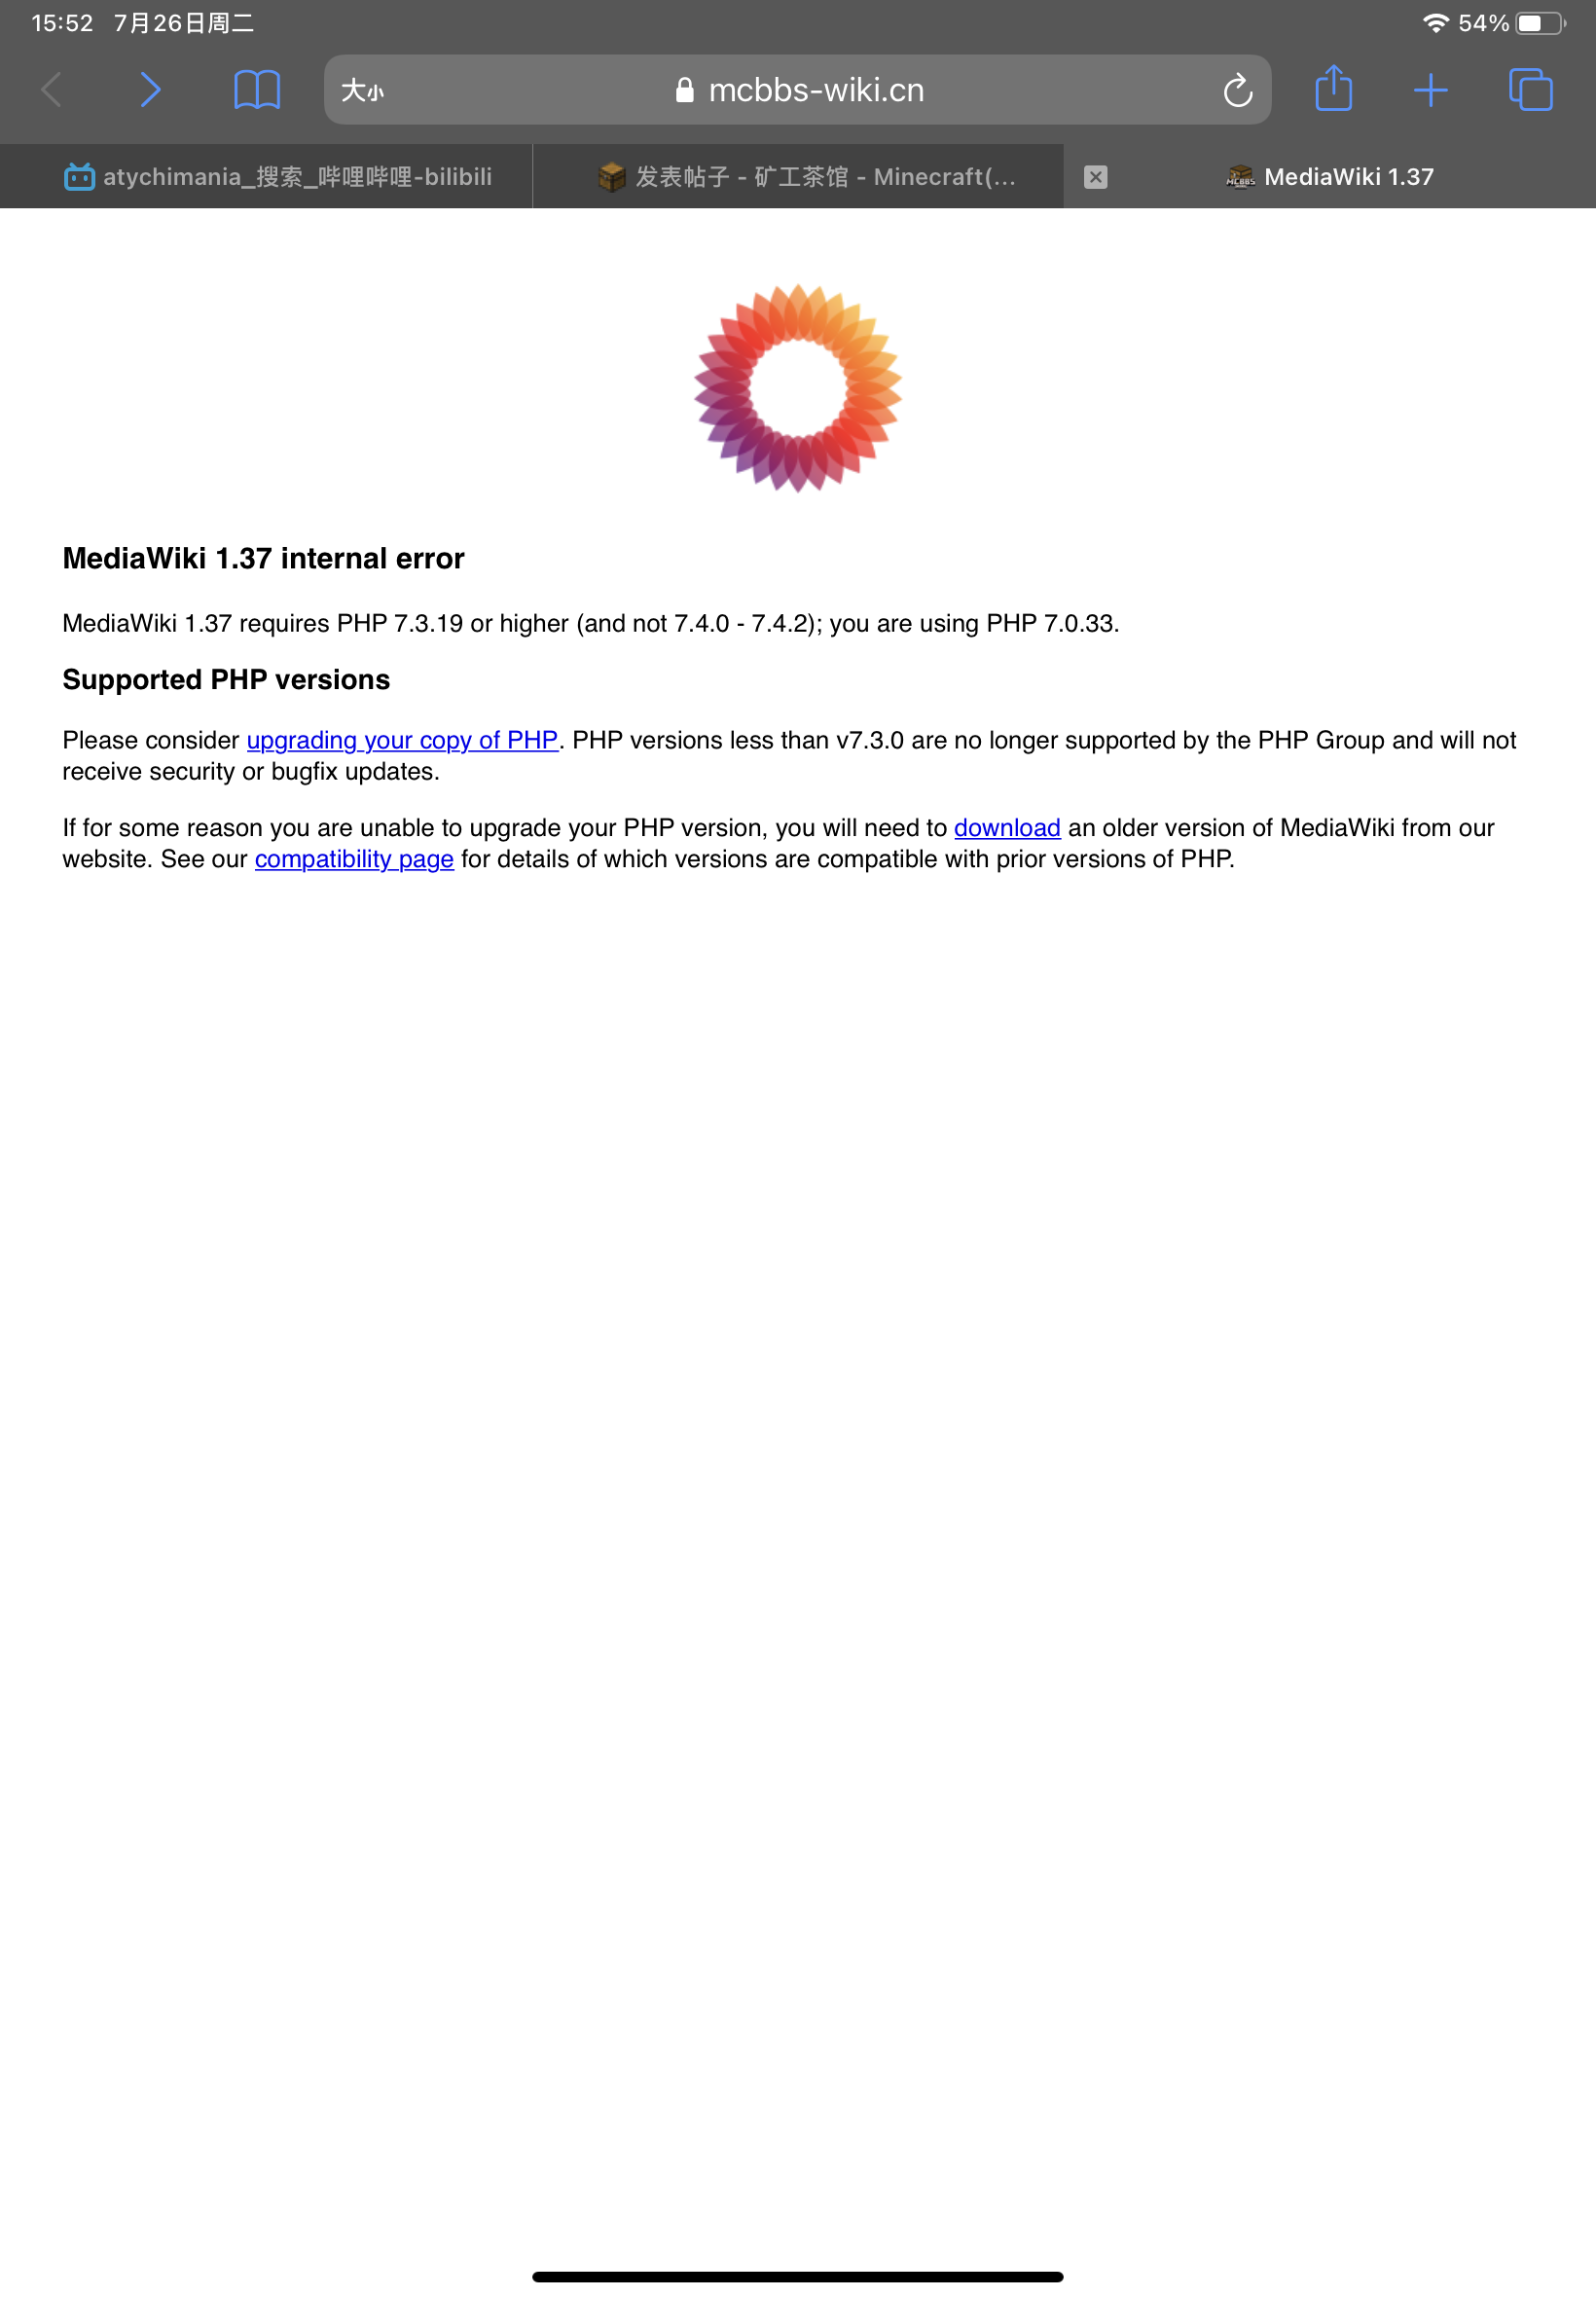 15:52 7月26日周二 54%
大小 mcbbs-wiki.cn
atychimania_搜索_哔哩哔哩-bilibili 发表帖子 - 矿工茶馆 - Minecraft(... MCBBS MediaWiki 1.37
MediaWiki 1.37 internal error
MediaWiki 1.37 requires PHP 7.3.19 or higher (and not 7.4.0 - 7.4.2); you are using PHP 7.0.33.
Supported PHP versions
Please consider upgrading your copy of PHP. PHP versions less than v7.3.0 are no longer supported by the PHP Group and will not
receive security or bugfix updates.
If for some reason you are unable to upgrade your PHP version, you will need to download an older version of MediaWiki from our
website. See our compatibility page for details of which versions are compatible with prior versions of PHP.